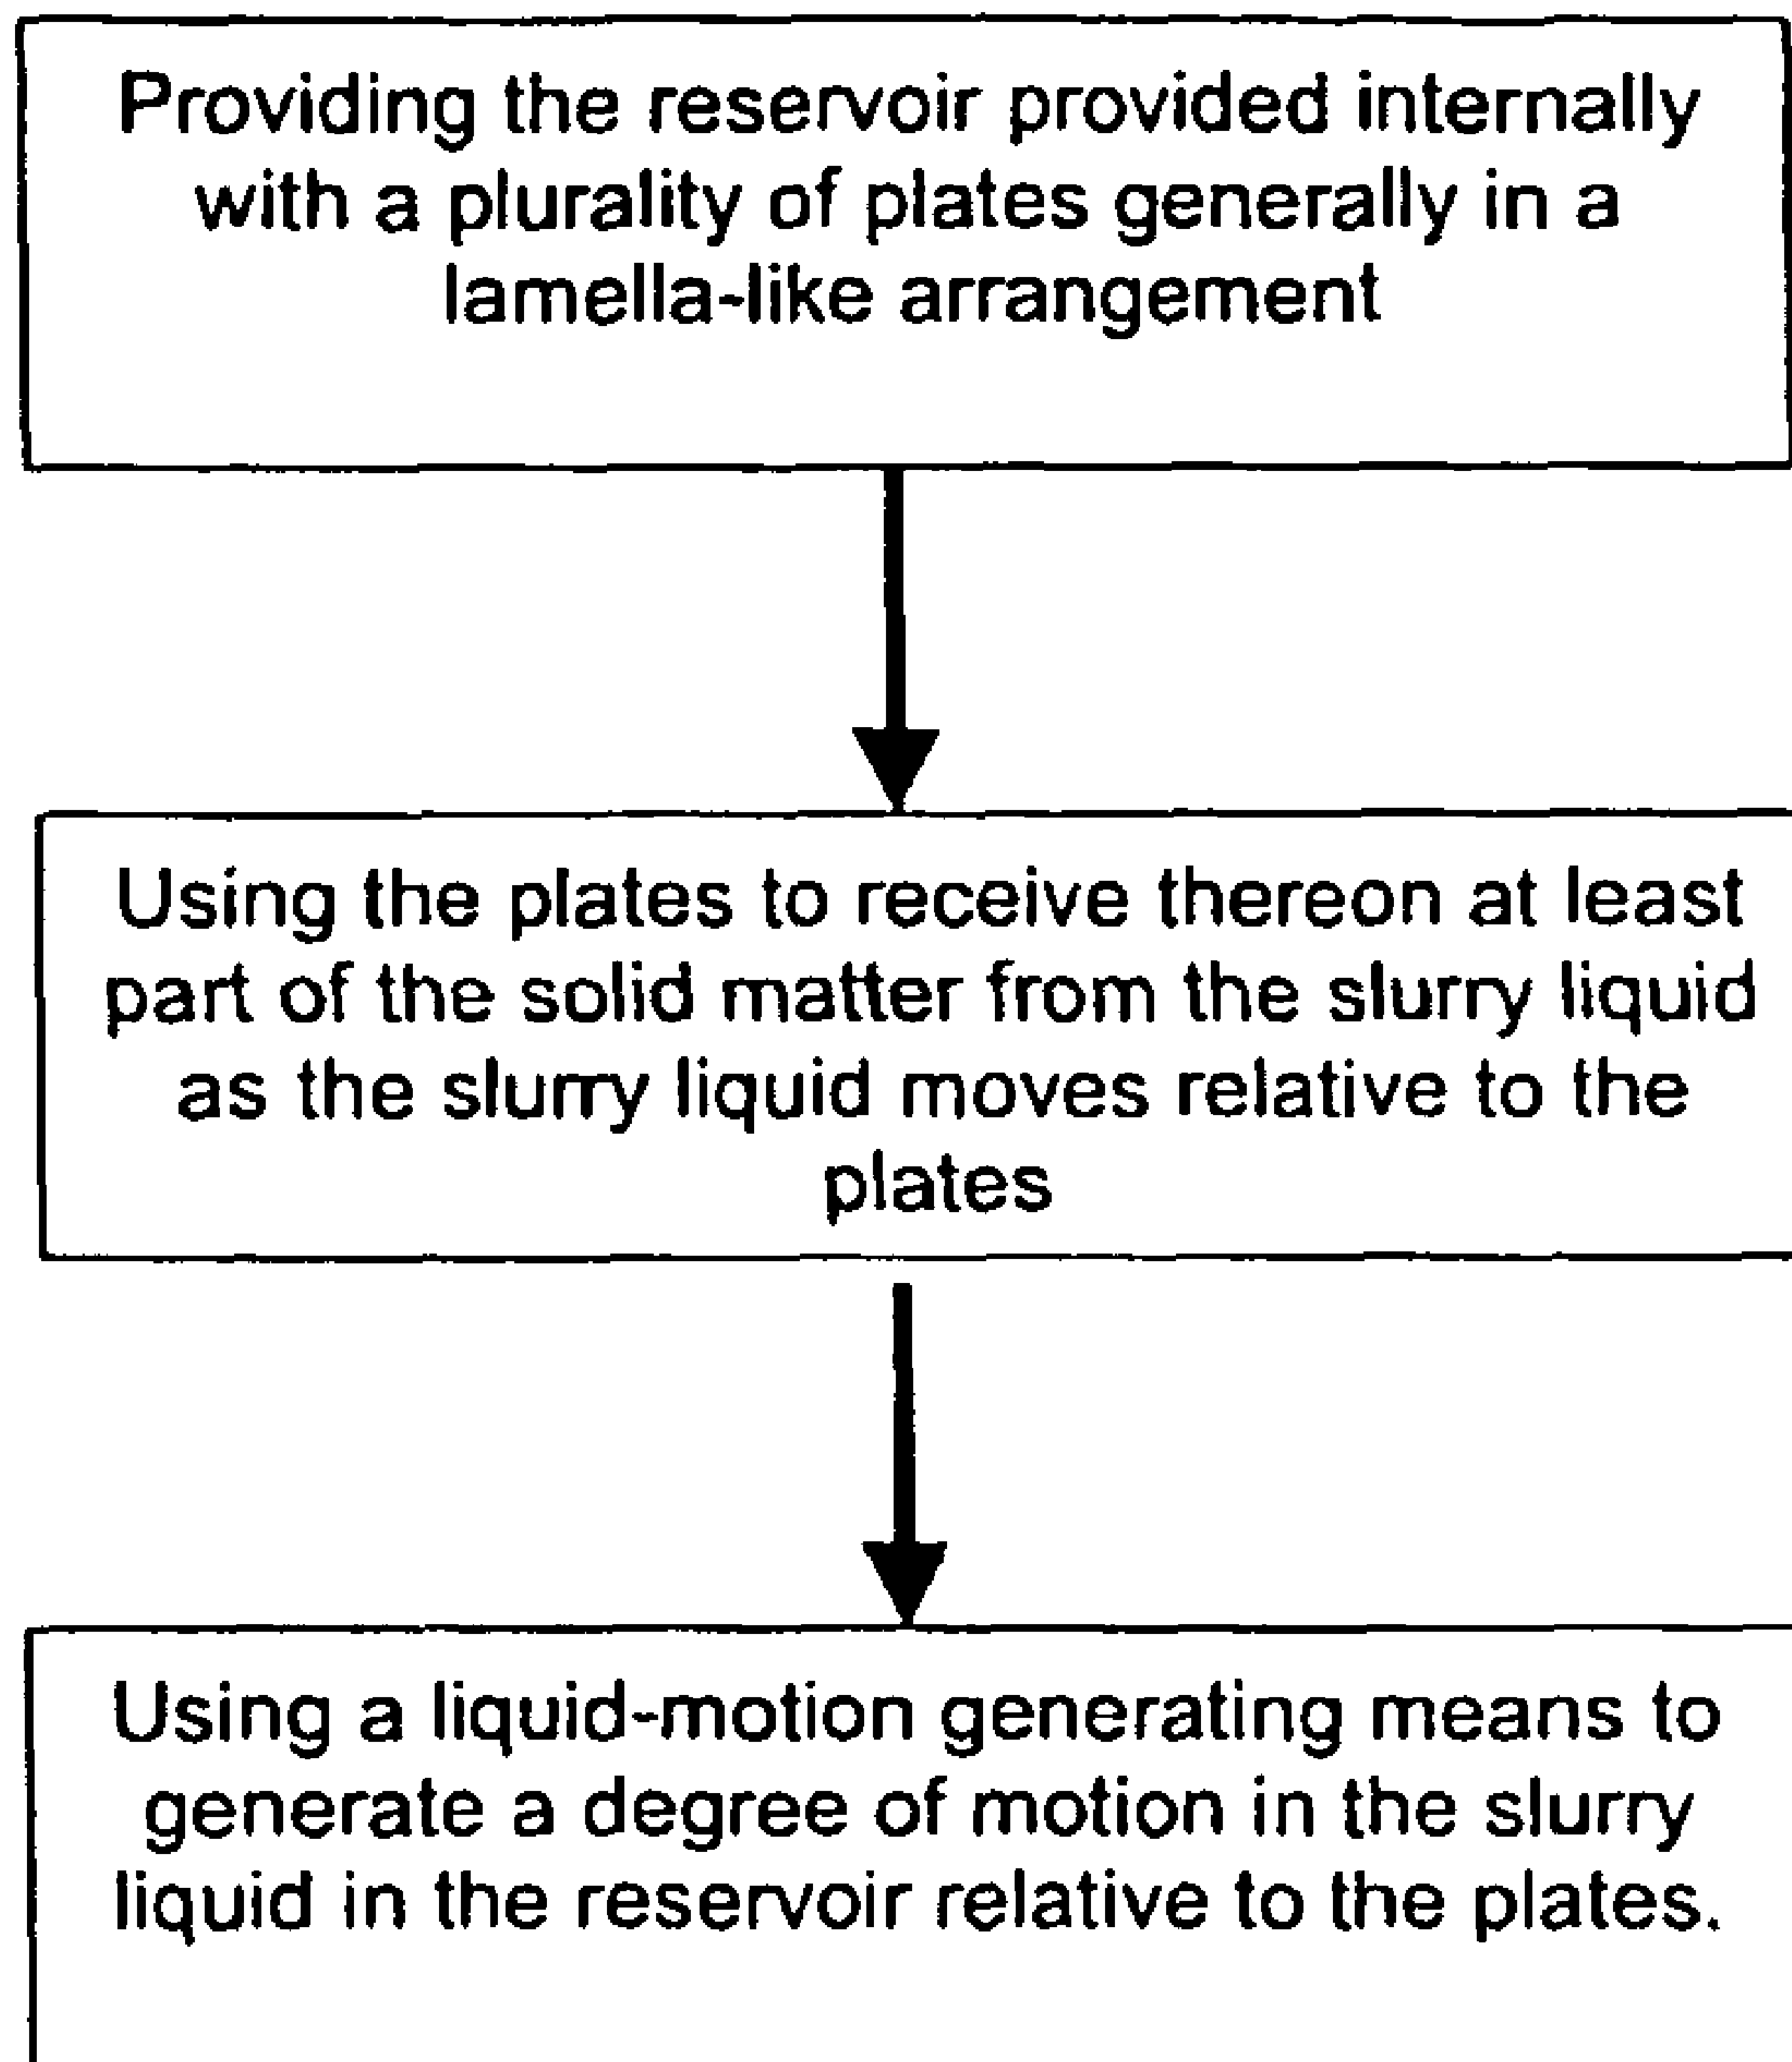 Providing the reservoir provided internally
with a plurality of plates generally in a
lamella-like arrangement
Using the plates to receive thereon at least
part of the solid matter from the slurry liquid
as the slurry liquid moves relative to the
plates
Using a liquid-motion generating means to
generate a degree of motion in the slurry
liquid in the reservoir relative to the plates.